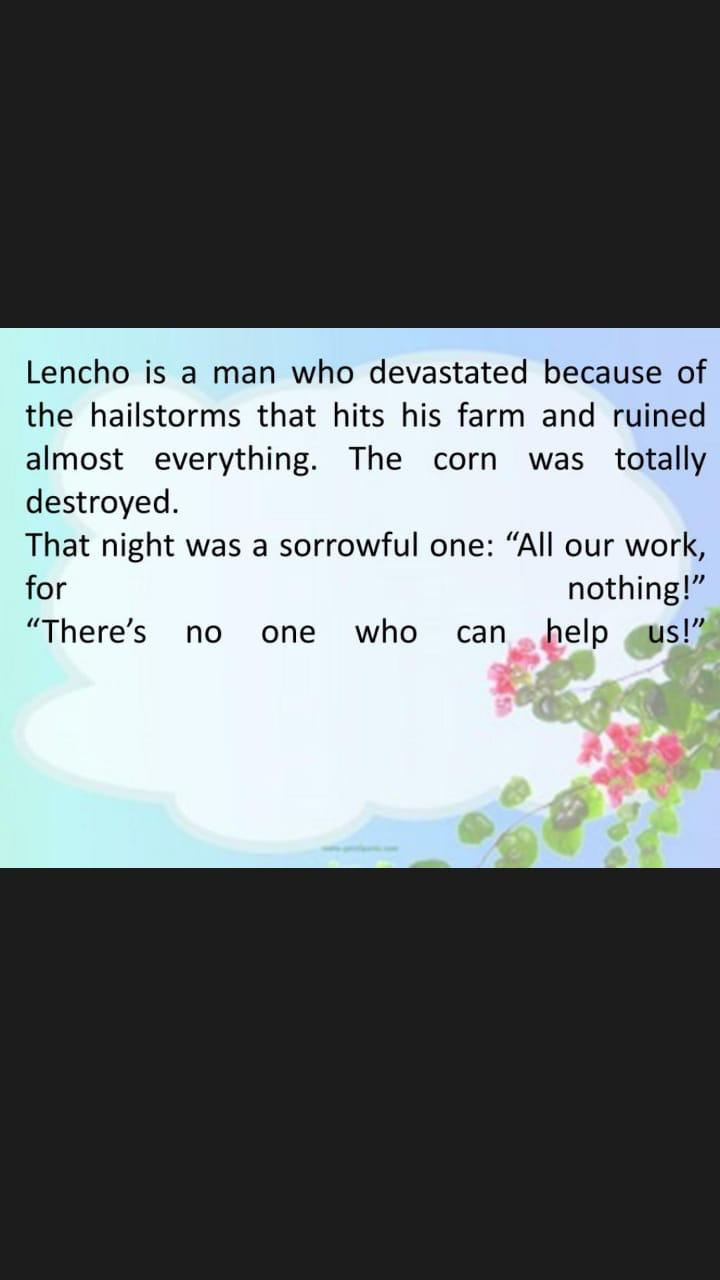 Lencho is a man who devastated because of
the hailstorms that hits his farm and ruined
almost everything. The corn was totally
destroyed.
That night was a sorrowful one: “All our work,
for nothing!”
“There’s no one who can help us!”